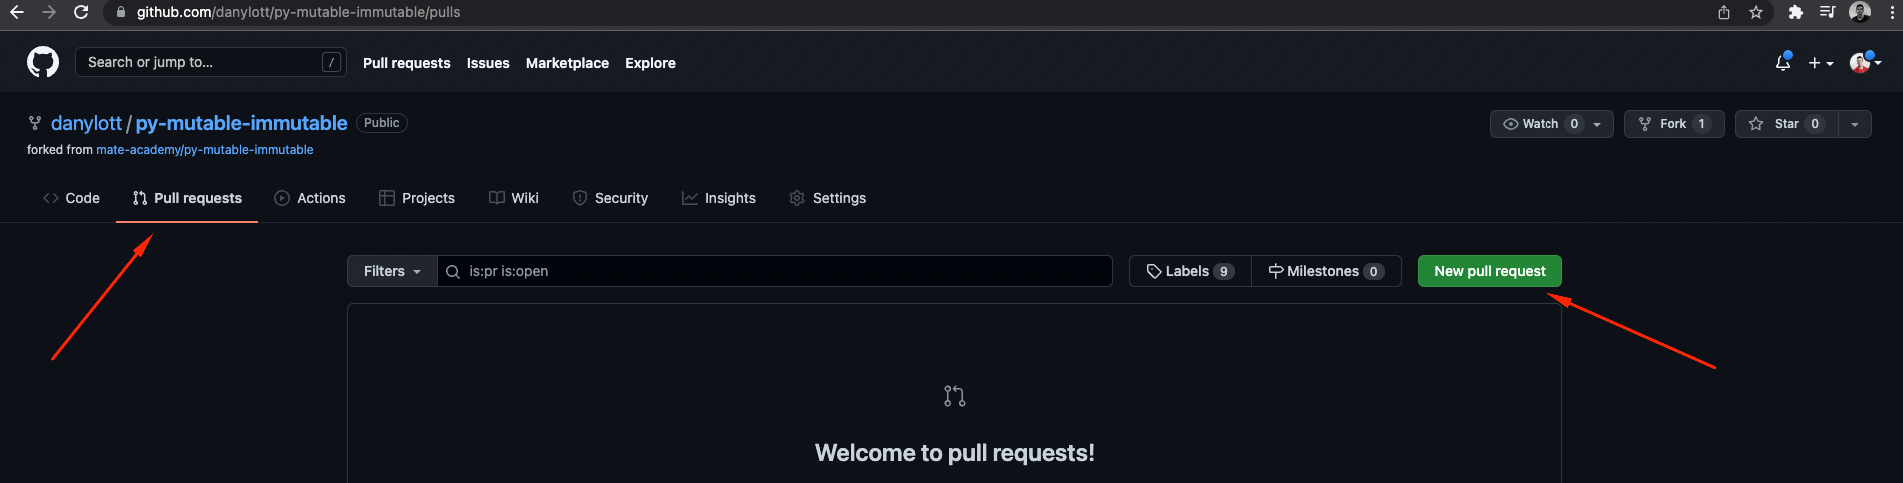 github.com/danylott/py-mutable-immutable/pulls
Search or jump to... / Pull requests Issues Marketplace Explore
danylott / py-mutable-immutable Public Watch 0 Fork 1 Star 0
forked from mate-academy/py-mutable-immutable
Code Pull requests Actions Projects Wiki Security Insights Settings
Filters is:pr is:open Labels 9 Milestones 0 New pull request
Welcome to pull requests!